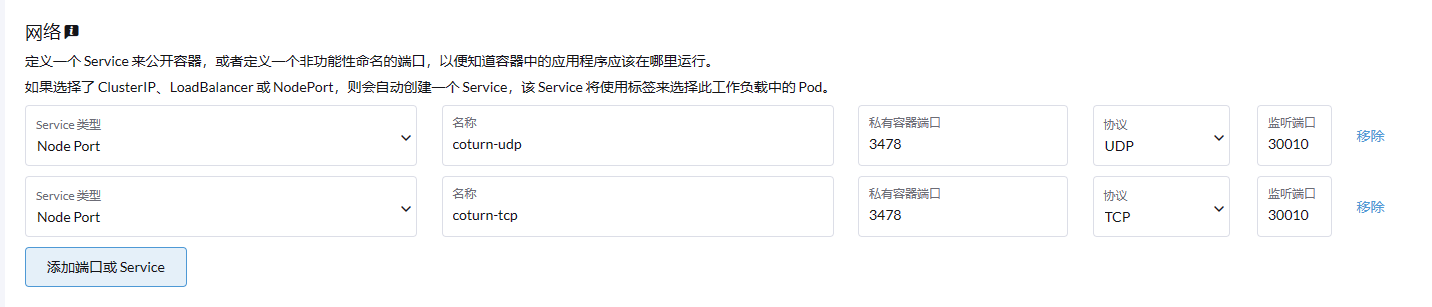 网络
定义一个 Service 来公开容器，或者定义一个非功能性命名的端口，以便知道容器中的应用程序应该在哪里运行。
如果选择了 ClusterIP、LoadBalancer 或 NodePort，则会自动创建一个 Service，该 Service 将使用标签来选择此工作负载中的 Pod。
Service 类型 名称 私有容器端口 协议 监听端口
Node Port coturn-udp 3478 UDP 30010 移除
Service 类型 名称 私有容器端口 协议 监听端口
Node Port coturn-tcp 3478 TCP 30010 移除
添加端口或 Service